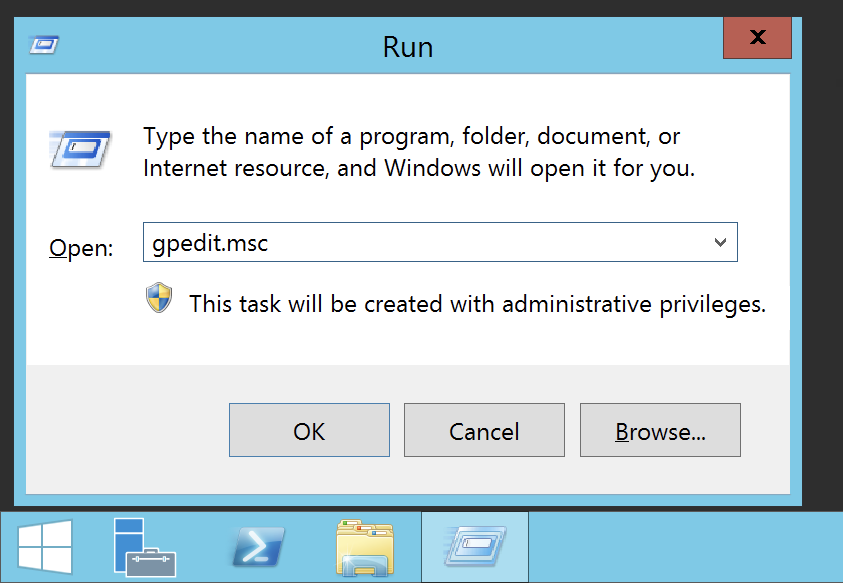 Run
x
Type the name of a program, folder, document, or
Internet resource, and Windows will open it for you.
Open: gpedit.msc
This task will be created with administrative privileges.
OK Cancel Browse...